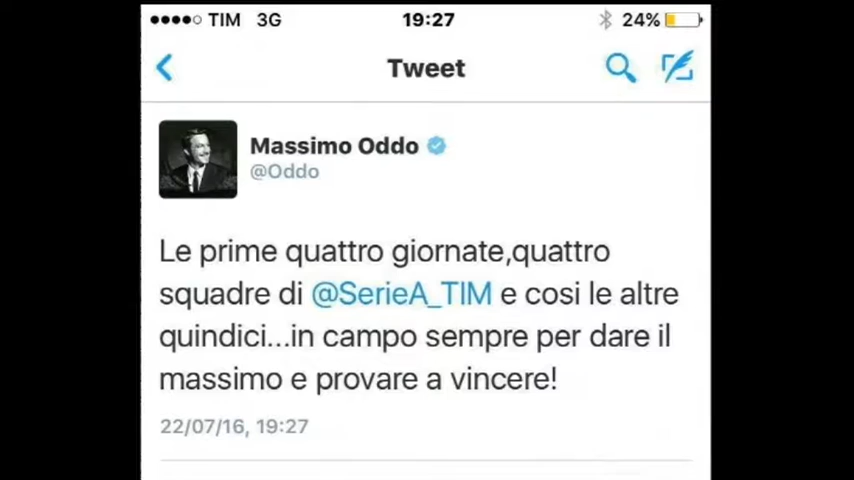 TIM 3G 19:27 24%
Tweet
Massimo Oddo
@Oddo
Le prime quattro giornate,quattro
squadre di @SerieA_TIM e cosi le altre
quindici...in campo sempre per dare il
massimo e provare a vincere!
22/07/16, 19:27